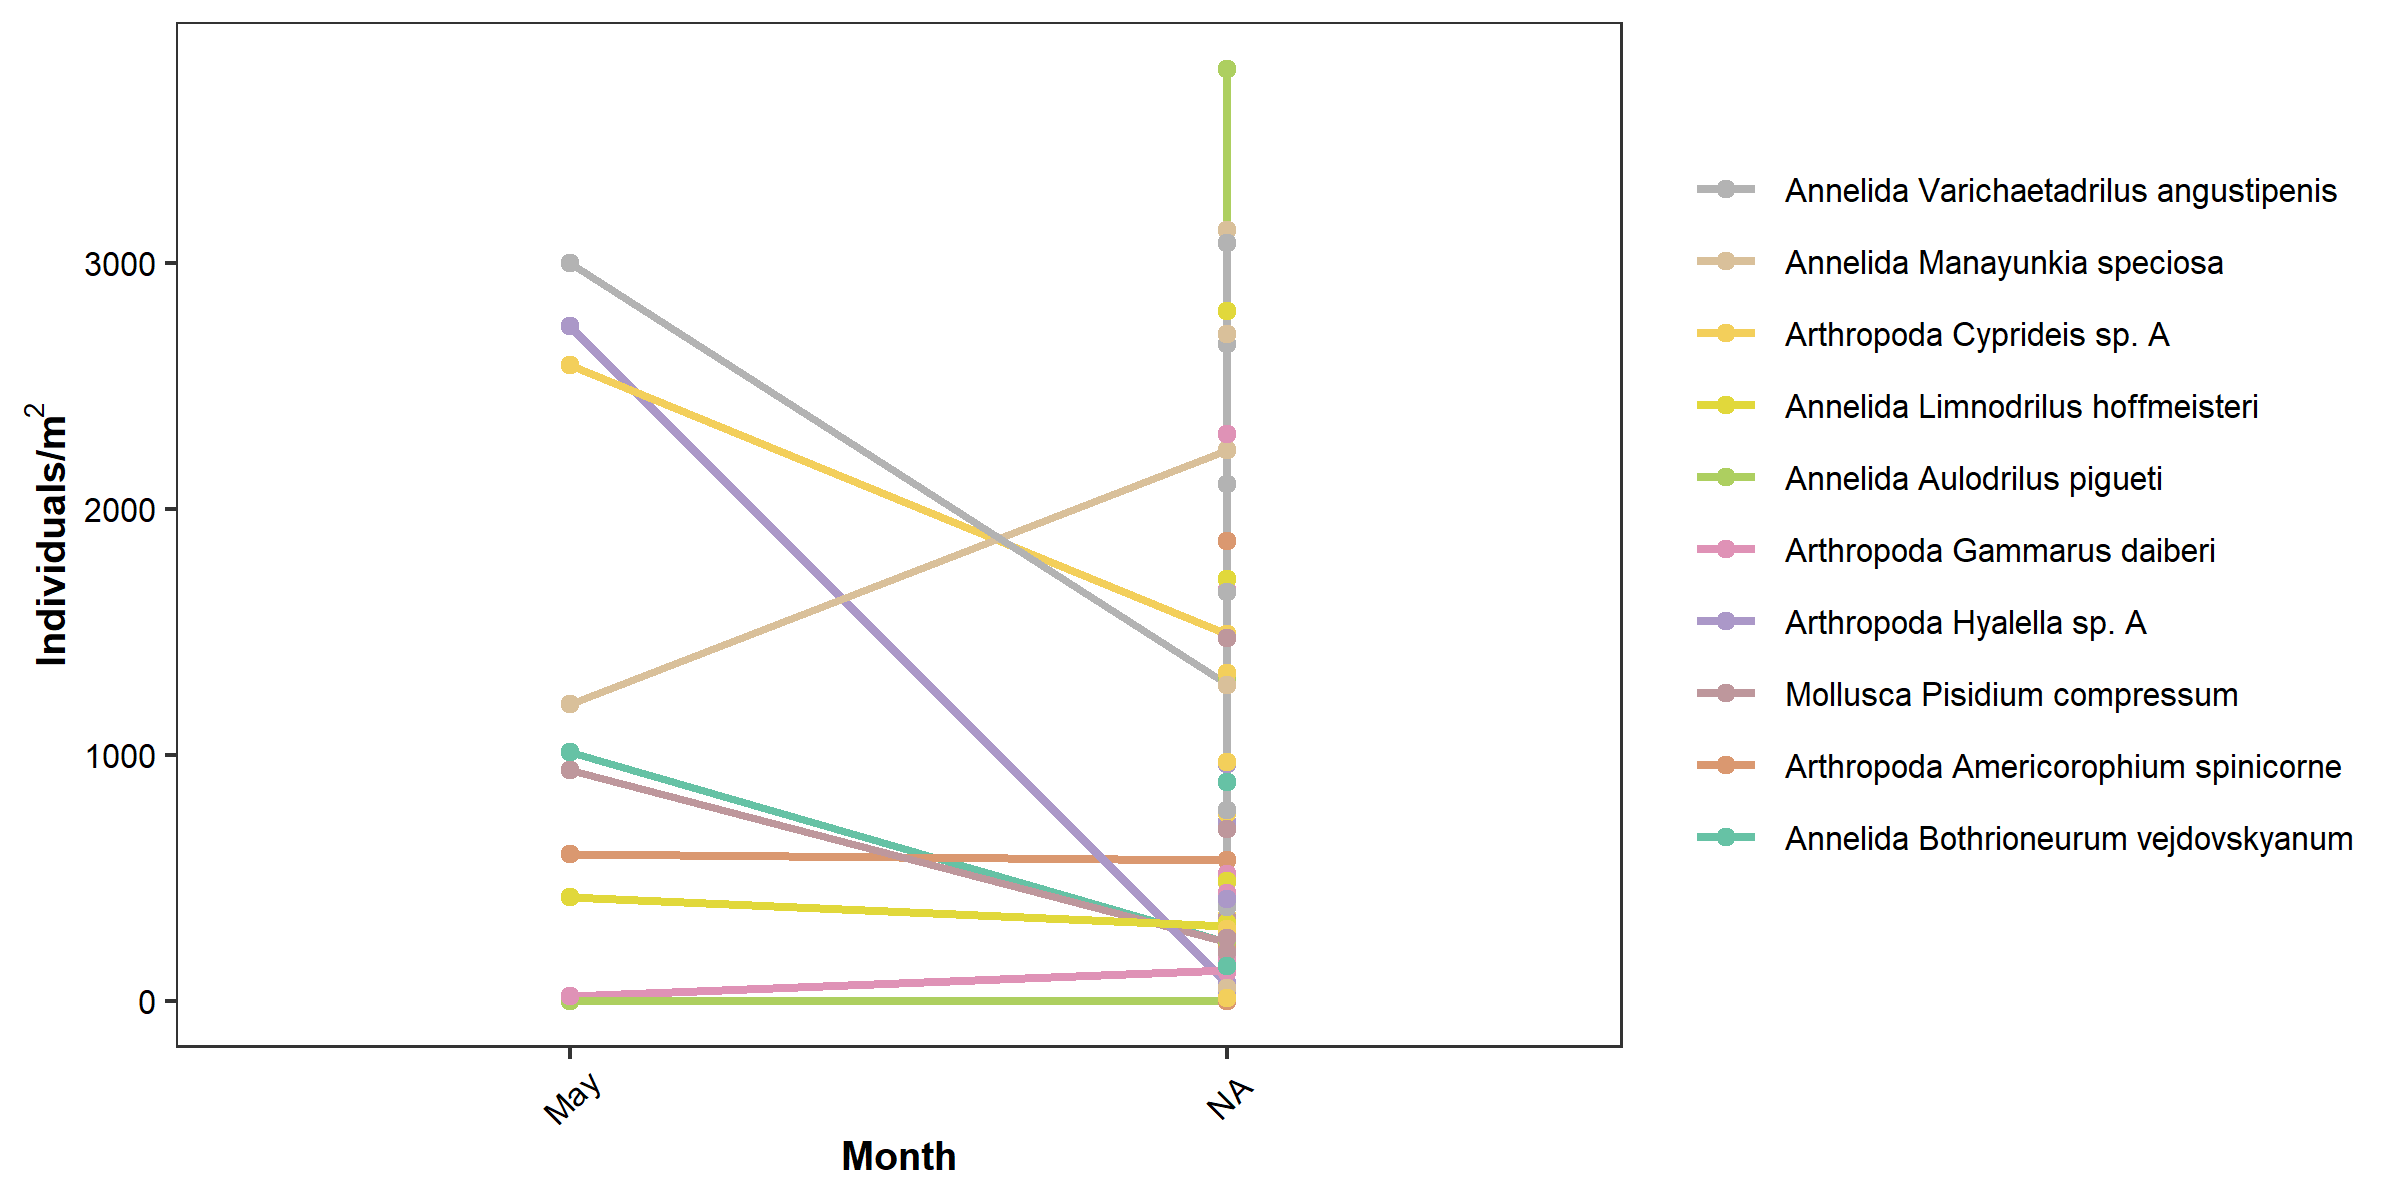 Individuals/m²
3000
2000
1000
0
May
NA
Month
Annelida Varichaetadrilus angustipenis
Annelida Manayunkia speciosa
Arthropoda Cyprideis sp. A
Annelida Limnodrilus hoffmeisteri
Annelida Aulodrilus pigueti
Arthropoda Gammarus daiberi
Arthropoda Hyalella sp. A
Mollusca Pisidium compressum
Arthropoda Americorophium spinicorne
Annelida Bothrioneurum vejdovskyanum